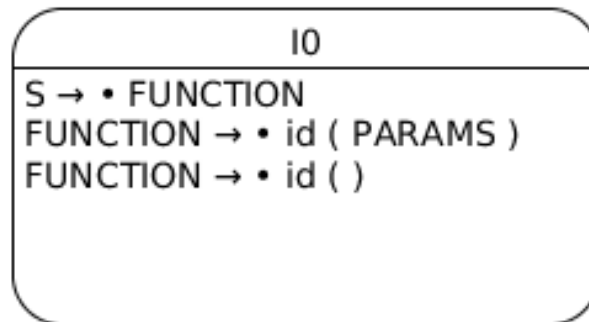 I0
S → • FUNCTION
FUNCTION → • id ( PARAMS )
FUNCTION → • id ( )